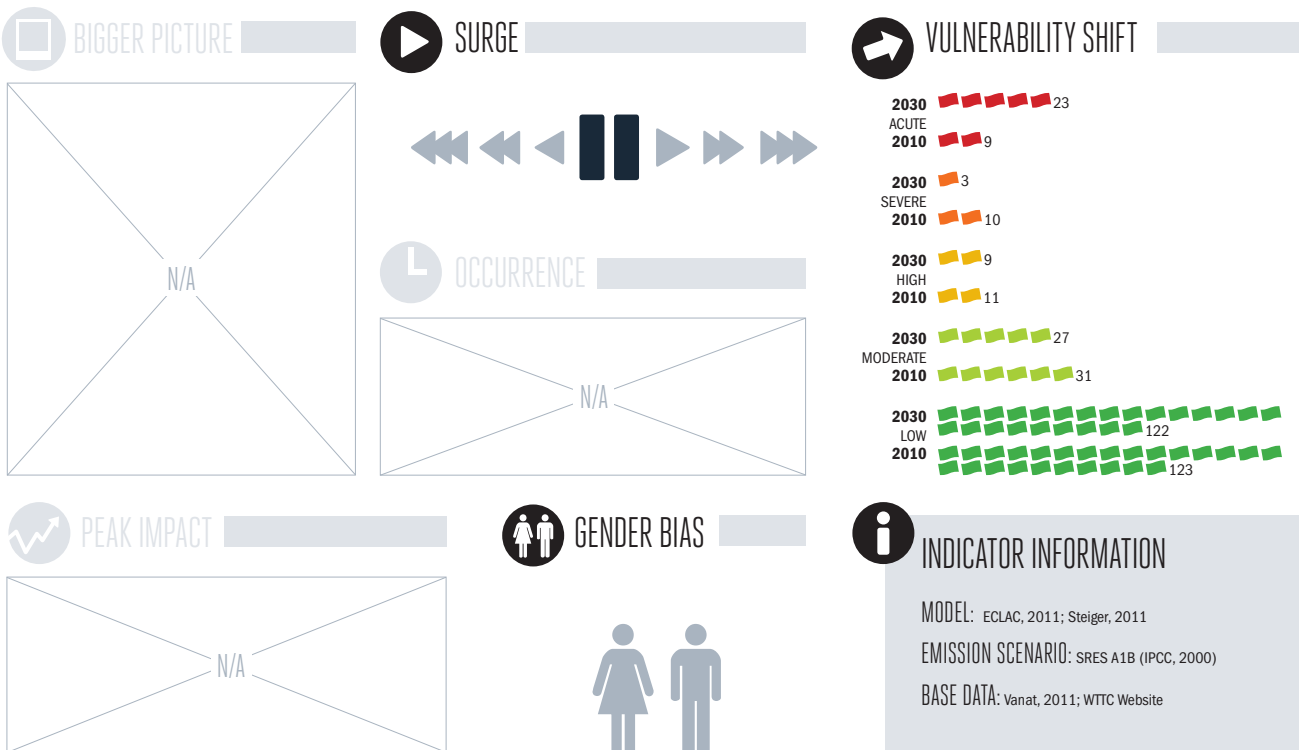 BIGGER PICTURE
N/A
SURGE
OCCURRENCE
N/A
VULNERABILITY SHIFT
2030 23
ACUTE
2010 9
2030 3
SEVERE
2010 10
2030 9
HIGH
2010 11
2030 27
MODERATE
2010 31
2030
LOW 122
2010
123
PEAK IMPACT
N/A
GENDER BIAS
INDICATOR INFORMATION
MODEL: ECLAC, 2011; Steiger, 2011
EMISSION SCENARIO: SRES A1B (IPCC, 2000)
BASE DATA: Vanat, 2011; WTTC Website